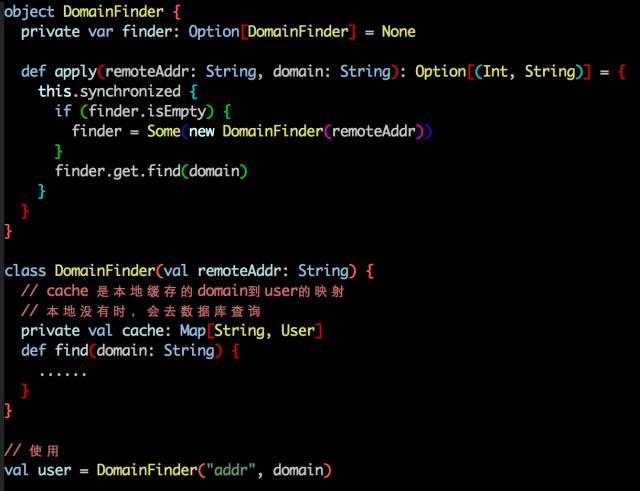 object DomainFinder {
  private var finder: Option[DomainFinder] = None
  def apply(remoteAddr: String, domain: String): Option[(Int, String)] = {
    this.synchronized {
      if (finder.isEmpty) {
        finder = Some(new DomainFinder(remoteAddr))
      }
      finder.get.find(domain)
    }
  }
}
class DomainFinder(val remoteAddr: String) {
  // cache 是本地缓存的domain到user的映射
  // 本地没有时，会去数据库查询
  private val cache: Map[String, User]
  def find(domain: String) {
    ......
  }
}
// 使用
val user = DomainFinder("addr", domain)